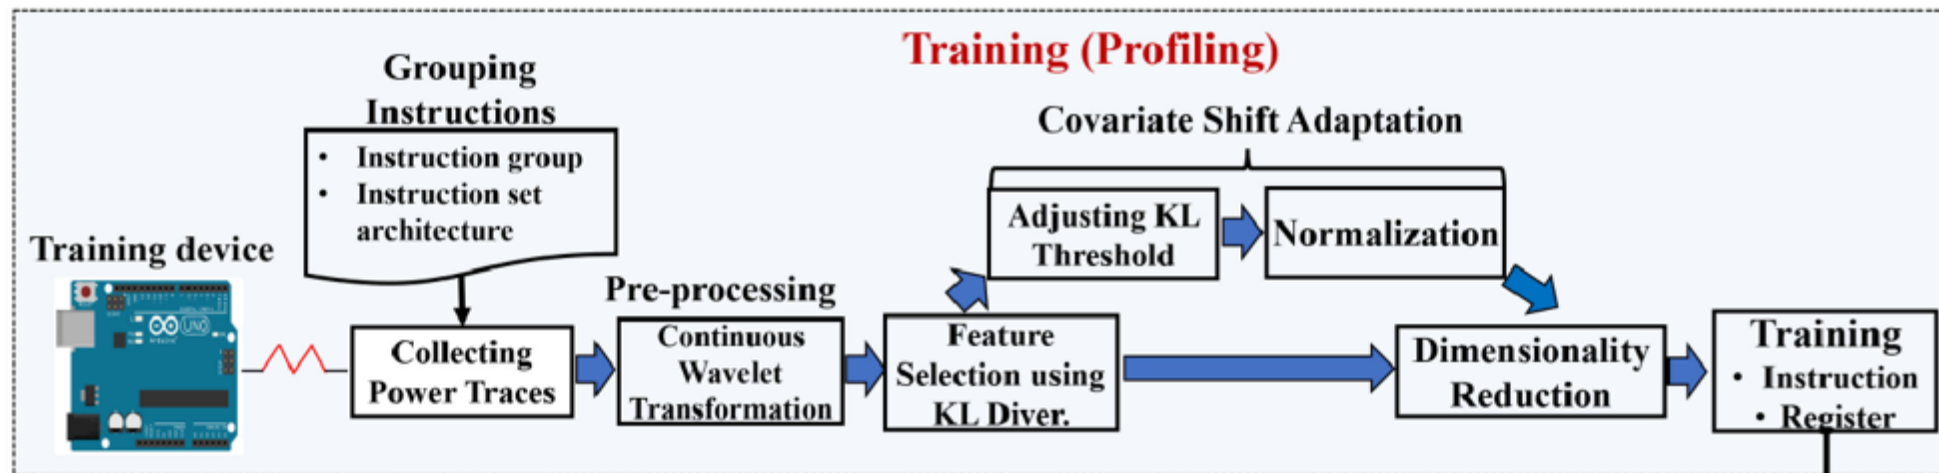 Training (Profiling)
Grouping
Instructions
• Instruction group
• Instruction set
architecture
Covariate Shift Adaptation
Adjusting KL
Threshold
Normalization
Training device
UNO
Pre-processing
Collecting
Power Traces
Continuous
Wavelet
Transformation
Feature
Selection using
KL Diver.
Dimensionality
Reduction
Training
• Instruction
• Register